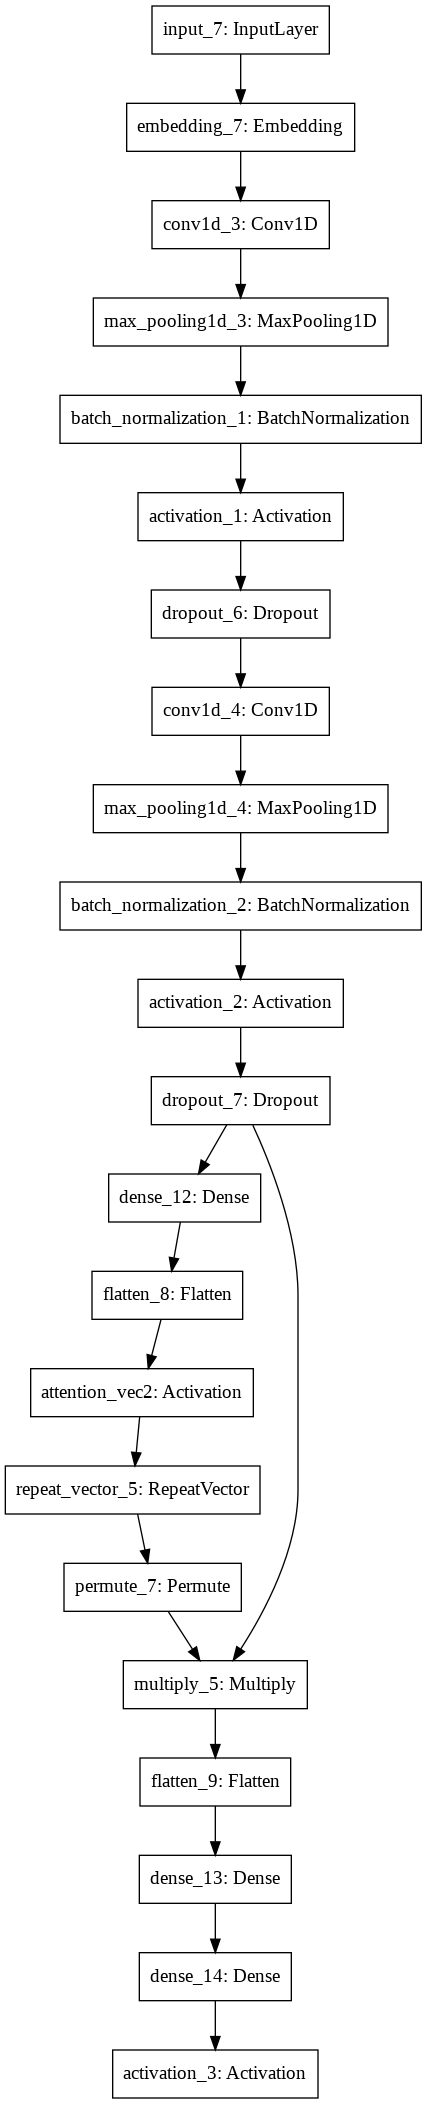 input_7: InputLayer
embedding_7: Embedding
conv1d_3: Conv1D
max_pooling1d_3: MaxPooling1D
batch_normalization_1: BatchNormalization
activation_1: Activation
dropout_6: Dropout
conv1d_4: Conv1D
max_pooling1d_4: MaxPooling1D
batch_normalization_2: BatchNormalization
activation_2: Activation
dropout_7: Dropout
dense_12: Dense
flatten_8: Flatten
attention_vec2: Activation
repeat_vector_5: RepeatVector
permute_7: Permute
multiply_5: Multiply
flatten_9: Flatten
dense_13: Dense
dense_14: Dense
activation_3: Activation